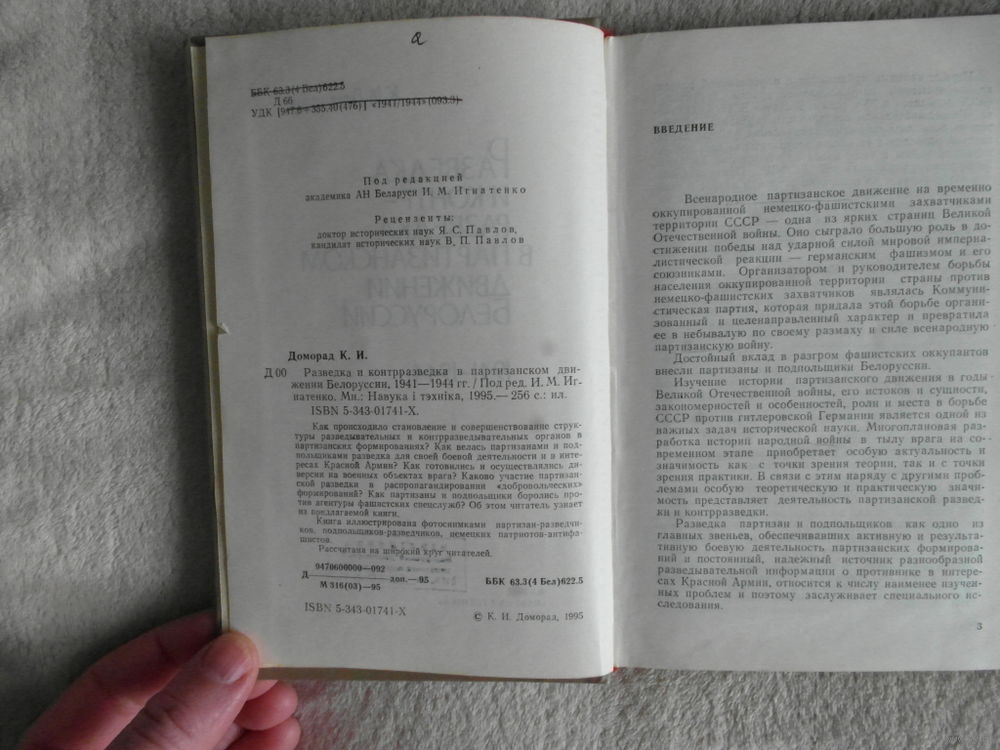 а
ББК 63.3(4 Бел)622.5
Д 66
УДК [947.6+355.40(476)] «1941/1944»(093.3)
Под редакцией
академика АН Беларуси И. М. Игнатенко
Рецензенты:
доктор исторических наук Я. С. Павлов,
кандидат исторических наук В. П. Павлов
Доморад К. И.
Д 00 Разведка и контрразведка в партизанском дви-
жении Белоруссии, 1941—1944 гг. / Под ред. И. М. Иг-
натенко. Мн.: Навука і тэхніка, 1995.— 256 с.: ил.
ISBN 5-343-01741-X.
Как происходило становление и совершенствование структуры
разведывательных и контрразведывательных органов в
партизанских формированиях? Как велась партизанами и под-
польщиками разведка для своей боевой деятельности и в инте-
ресах Красной Армии? Как готовились и осуществлялись ди-
версии на военных объектах врага? Каково участие партизан-
ской разведки в распропагандировании «добровольческих»
формирований? Как партизаны и подпольщики боролись про-
тив агентуры фашистских спецслужб? Об этом читатель узнает
из предлагаемой книги.
Книга иллюстрирована фотоснимками партизан-разведчи-
ков, подпольщиков-разведчиков, немецких патриотов-антифа-
шистов.
Рассчитана на широкий круг читателей.
Д 9470600000—092 доп.—95
М 316(03)—95
ББК 63.3(4 Бел)622.5
ISBN 5-343-01741-X
© К. И. Доморад, 1995
ВВЕДЕНИЕ
Всенародное партизанское движение на временно
оккупированной немецко-фашистскими захватчиками
территории СССР — одна из ярких страниц Великой
Отечественной войны. Оно сыграло большую роль в до-
стижении победы над ударной силой мировой империа-
листической реакции — германским фашизмом и его
союзниками. Организатором и руководителем борьбы
населения оккупированной территории страны против
немецко-фашистских захватчиков являлась Коммуни-
стическая партия, которая придала этой борьбе органи-
зованный и целенаправленный характер и превратила
ее в небывалую по своему размаху и силе всенародную
партизанскую войну.
Достойный вклад в разгром фашистских оккупантов
внесли партизаны и подпольщики Белоруссии.
Изучение истории партизанского движения в годы
Великой Отечественной войны, его истоков и сущности,
закономерностей и особенностей, роли и места в борьбе
СССР против гитлеровской Германии является одной из
важных задач исторической науки. Многоплановая раз-
работка истории народной войны в тылу врага на со-
временном этапе приобретает особую актуальность и
значимость как с точки зрения теории, так и с точки
зрения практики. В связи с этим наряду с другими проб-
лемами особую теоретическую и практическую значи-
мость представляет деятельность партизанской развед-
ки и контрразведки.
Разведка партизан и подпольщиков как одно из
главных звеньев, обеспечивавших активную и результа-
тивную боевую деятельность партизанских формирова-
ний и постоянный, надежный источник разнообразной
разведывательной информации о противнике в интере-
сах Красной Армии, относится к числу наименее изучен-
ных проблем и поэтому заслуживает специального ис-
следования.
3